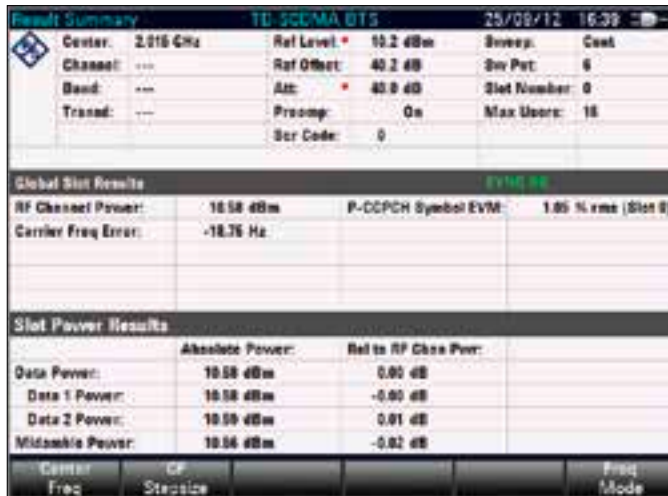 Result Summary TD-SCDMA BTS 25/09/12 16:39
Center: 2.015 GHz Ref Level: 10.2 dBm Sweep: Cont
Channel: --- Ref Offset: 40.2 dB Swp Pnt: 6
Band: --- Att: 40.0 dB Slot Number: 0
Transd: --- Preamp: On Max Users: 16
Scr Code: 0
Global Slot Results SYNC OK
RF Channel Power: 10.58 dBm P-CCPCH Symbol EVM: 1.05 % rms (Slot 0)
Carrier Freq Error: -18.75 Hz
Slot Power Results
Absolute Power: Rel to RF Chan Pwr:
Data Power: 10.58 dBm 0.00 dB
Data 1 Power: 10.58 dBm -0.00 dB
Data 2 Power: 10.59 dBm 0.01 dB
Midamble Power: 10.56 dBm -0.02 dB
Center Freq CF Stepsize Freq Mode